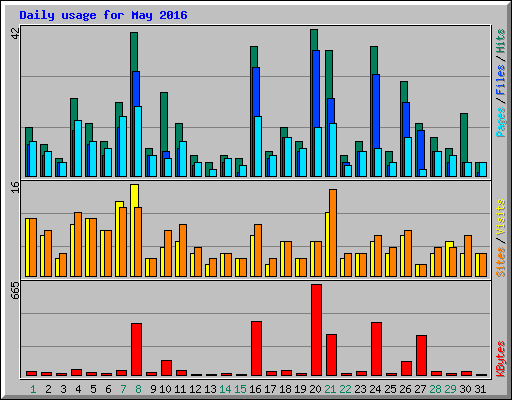 Daily usage for May 2016
42
Pages / Files / Hits
16
Sites / Visits
665
KBytes
1 2 3 4 5 6 7 8 9 10 11 12 13 14 15 16 17 18 19 20 21 22 23 24 25 26 27 28 29 30 31